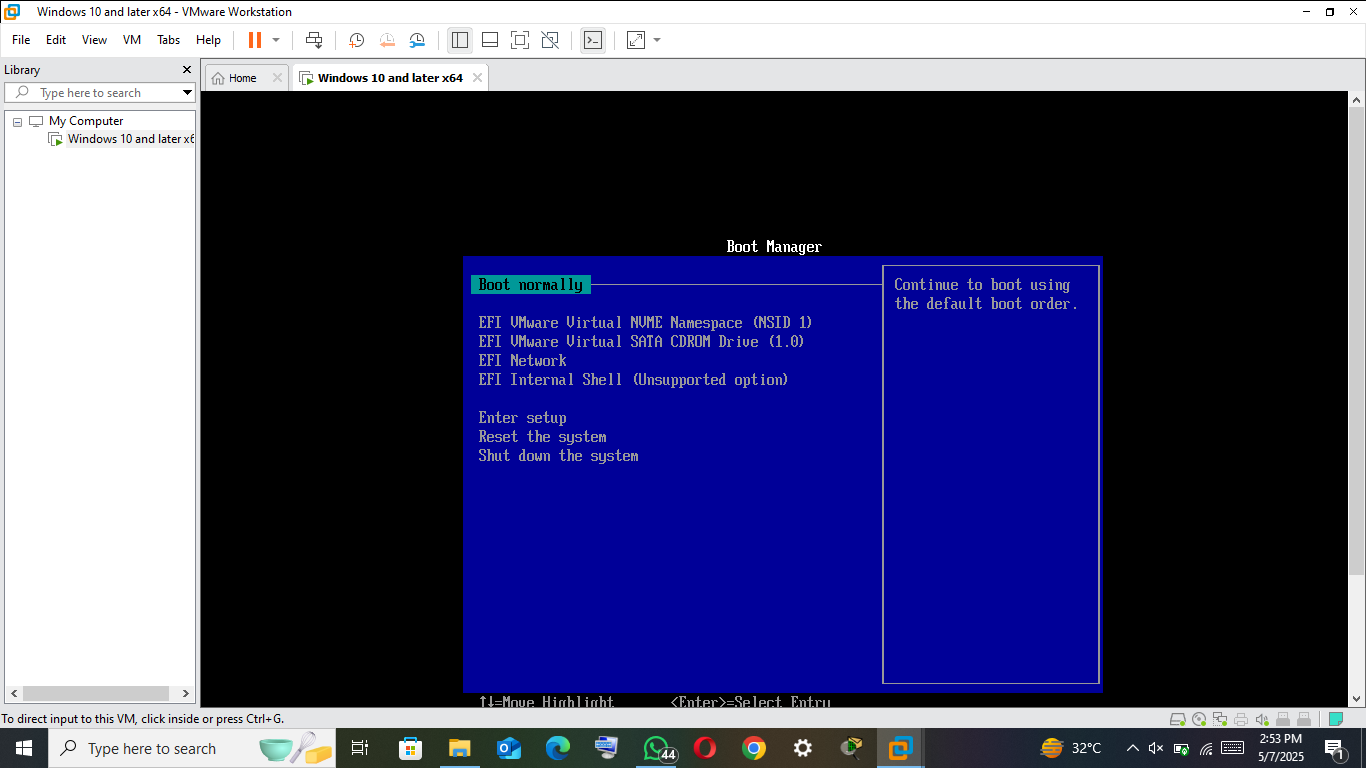 Windows 10 and later x64 - VMware Workstation
File Edit View VM Tabs Help
Library
Type here to search
My Computer
Windows 10 and later x6
Home
Windows 10 and later x64
Boot Manager
Boot normally
EFI VMware Virtual NVME Namespace (NSID 1)
EFI VMware Virtual SATA CDROM Drive (1.0)
EFI Network
EFI Internal Shell (Unsupported option)
Enter setup
Reset the system
Shut down the system
Continue to boot using
the default boot order.
↑↓=Move Highlight <Enter>=Select Entry
To direct input to this VM, click inside or press Ctrl+G.
Type here to search
44
32°C
2:53 PM
5/7/2025
1